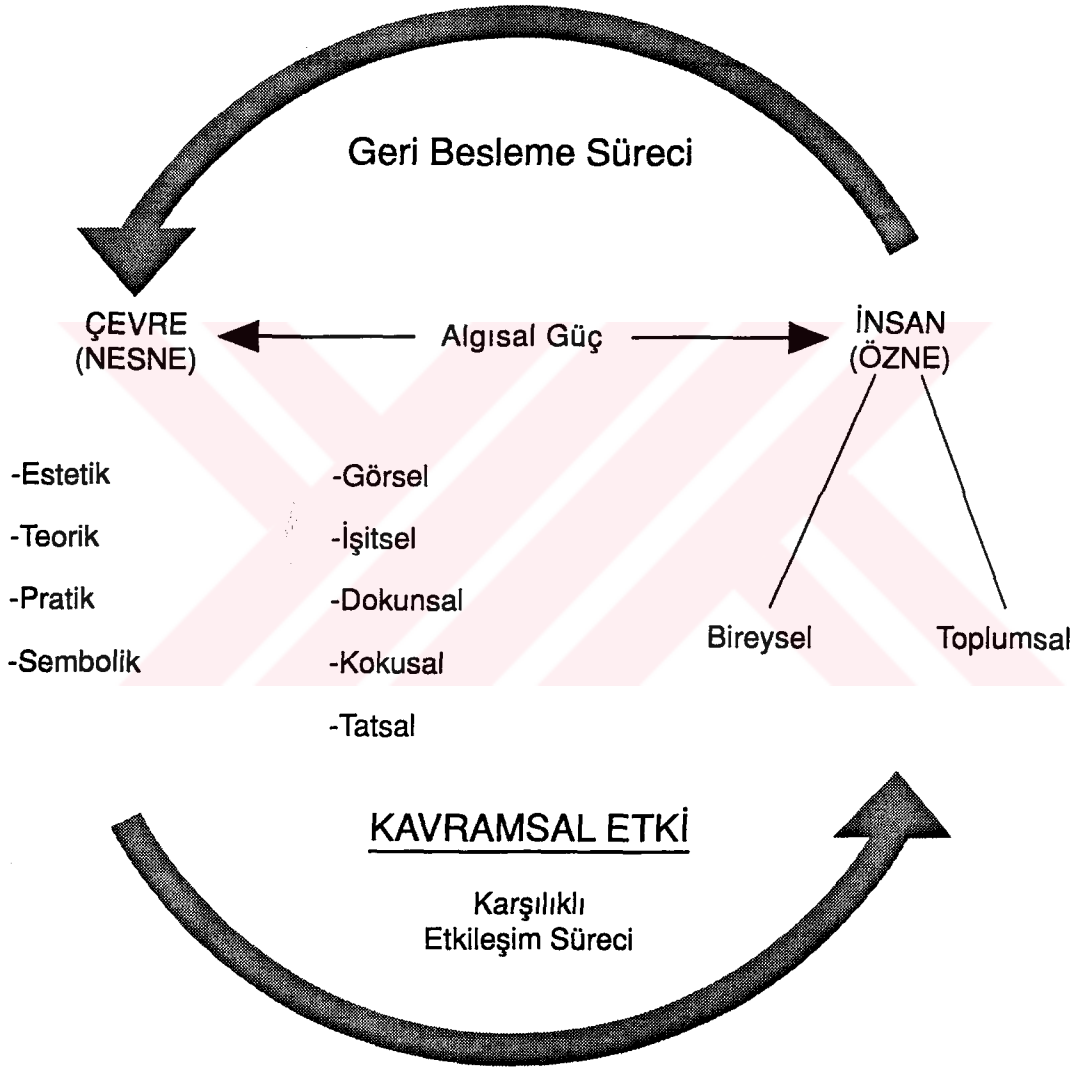 Geri Besleme Süreci
ÇEVRE
(NESNE)
Algısal Güç
İNSAN
(ÖZNE)
-Estetik
-Teorik
-Pratik
-Sembolik
-Görsel
-İşitsel
-Dokunsal
-Kokusal
-Tatsal
Bireysel
Toplumsal
KAVRAMSAL ETKİ
Karşılıklı
Etkileşim Süreci